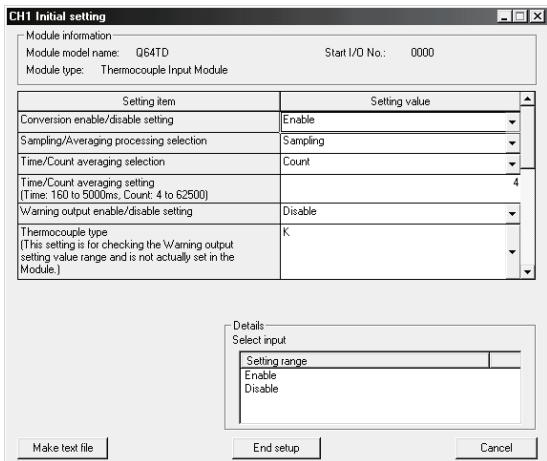 CH1 Initial setting
Module information
Module model name: Q64TD Start I/O No.: 0000
Module type: Thermocouple Input Module
Setting item Setting value
Conversion enable/disable setting Enable
Sampling/Averaging processing selection Sampling
Time/Count averaging selection Count
Time/Count averaging setting
(Time: 160 to 5000ms, Count: 4 to 62500) 4
Warning output enable/disable setting Disable
Thermocouple type K
(This setting is for checking the Warning output
setting value range and is not actually set in the
Module.)
Details
Select input
Setting range
Enable
Disable
Make text file End setup Cancel